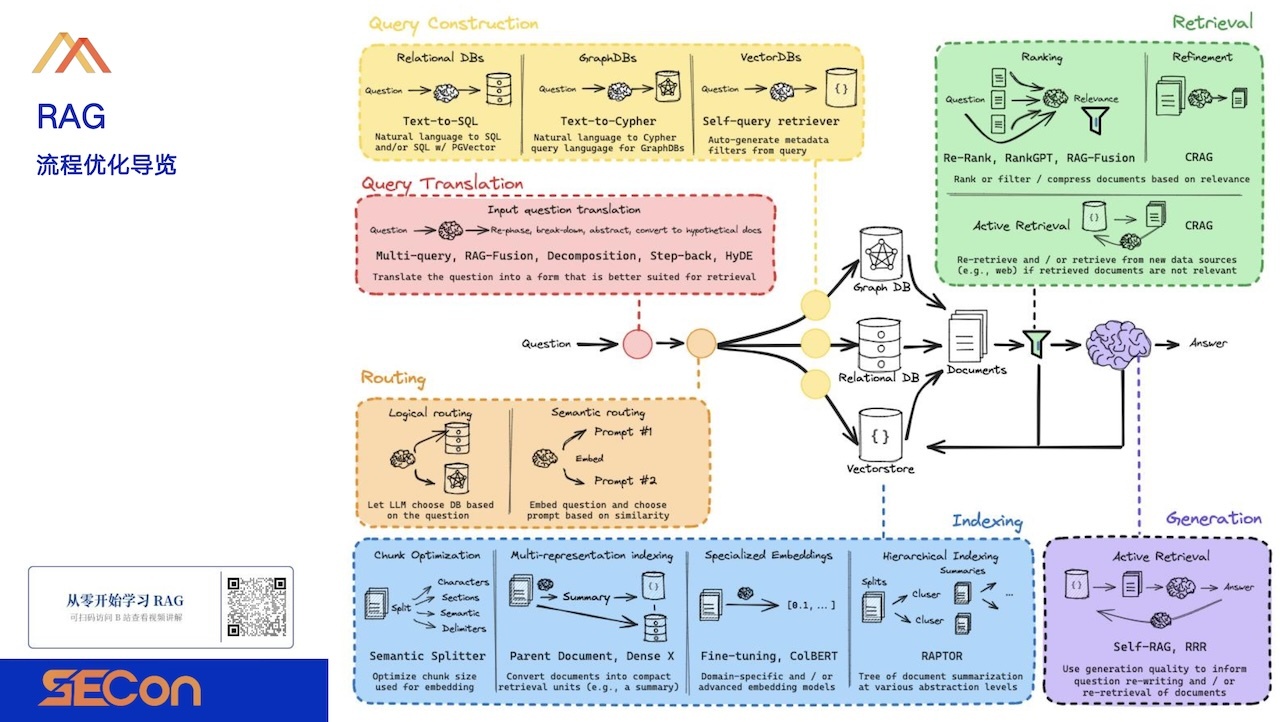 RAG
流程优化导览
从零开始学习 RAG
可扫码访问 B 站查看视频讲解
SECon
Query Construction
Relational DBs
Question
Text-to-SQL
Natural language to SQL
and/or SQL w/ PGVector
GraphDBs
Question
Text-to-Cypher
Natural language to Cypher
query langugage for GraphDBs
VectorDBs
Question
{}
Self-query retriever
Auto-generate metadata
filters from query
Query Translation
Input question translation
Question
Re-phase, break-down, abstract, convert to hypothetical docs
Multi-query, RAG-Fusion, Decomposition, Step-back, HyDE
Translate the question into a form that is better suited for retrieval
Retrieval
Ranking
Question
Relevance
Re-Rank, RankGPT, RAG-Fusion
Refinement
CRAG
Rank or filter / compress documents based on relevance
Active Retrieval
{}
CRAG
Re-retrieve and / or retrieve from new data sources
(e.g., web) if retrieved documents are not relevant
Question
Graph DB
Relational DB
{}
Vectorstore
Documents
Answer
Routing
Logical routing
Let LLM choose DB based
on the question
Semantic routing
Prompt #1
Embed
Prompt #2
Embed question and choose
prompt based on similarity
Indexing
Chunk Optimization
Split
Characters
Sections
Semantic
Delimiters
Semantic Splitter
Optimize chunk size
used for embedding
Multi-representation indexing
Summary
{}
Parent Document, Dense X
Convert documents into compact
retrieval units (e.g., a summary)
Specialized Embeddings
[0.1, ...]
Fine-tuning, ColBERT
Domain-specific and / or
advanced embedding models
Hierarchical Indexing
Splits
Summaries
Cluser
Cluser
...
RAPTOR
Tree of document summarization
at various abstraction levels
Generation
Active Retrieval
{}
Answer
Self-RAG, RRR
Use generation quality to inform
question re-writing and / or
re-retrieval of documents